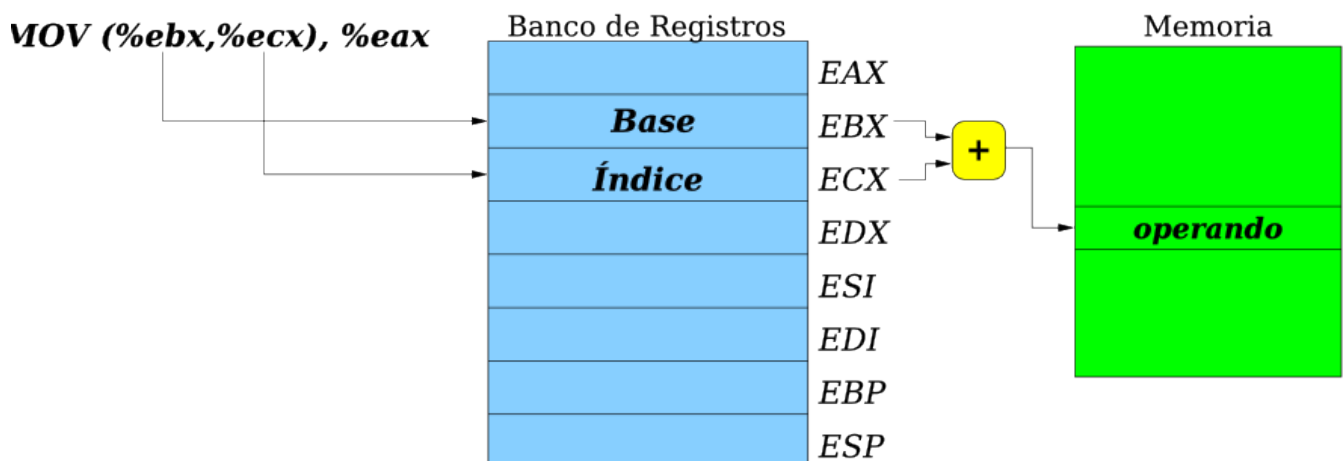 MOV (%ebx,%ecx), %eax
Banco de Registros
Memoria
EAX
Base
EBX
+
Índice
ECX
EDX
operando
ESI
EDI
EBP
ESP